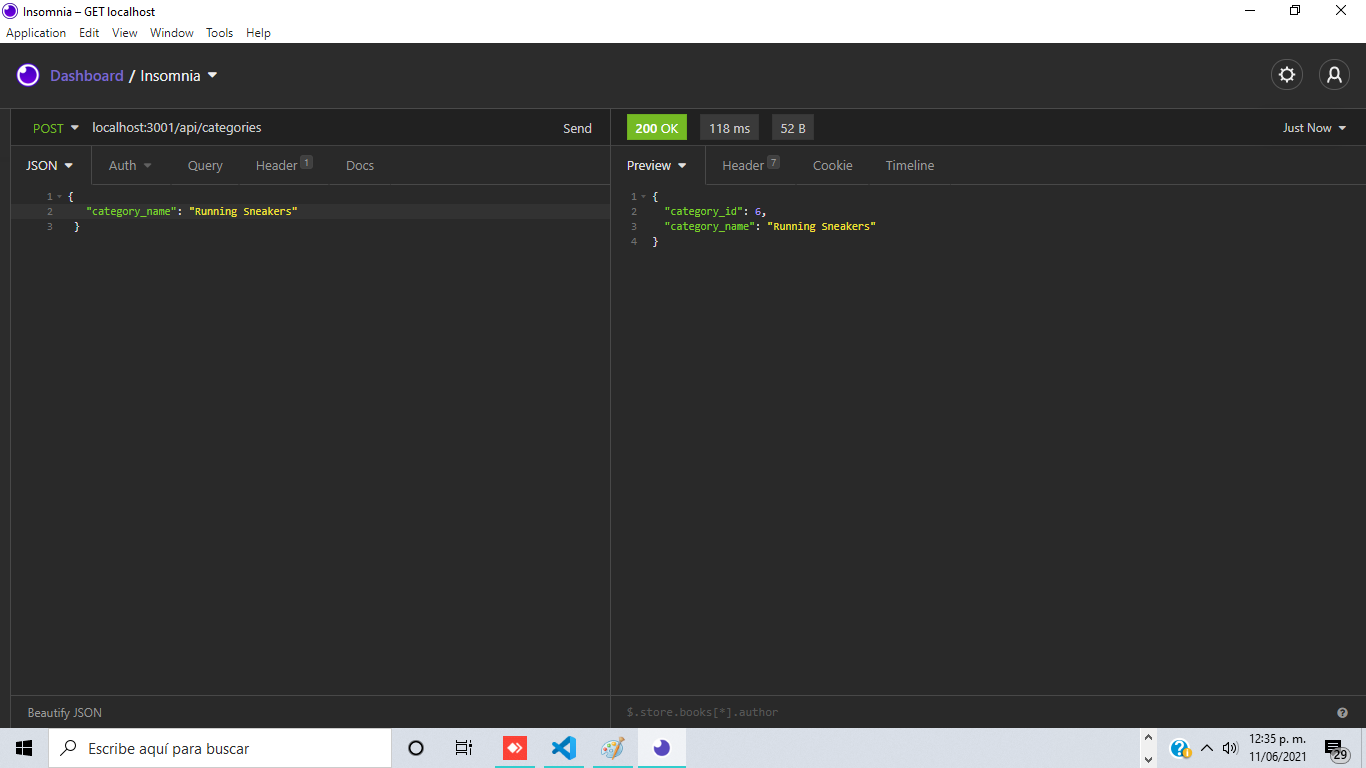 Insomnia – GET localhost
Application Edit View Window Tools Help
Dashboard / Insomnia
POST localhost:3001/api/categories Send
200 OK 118 ms 52 B Just Now
JSON Auth Query Header 1 Docs
Preview Header 7 Cookie Timeline
1 {
2 "category_name": "Running Sneakers"
3 }
1 {
2 "category_id": 6,
3 "category_name": "Running Sneakers"
4 }
Beautify JSON
$.store.books[*].author
Escribe aquí para buscar
12:35 p. m.
11/06/2021
29